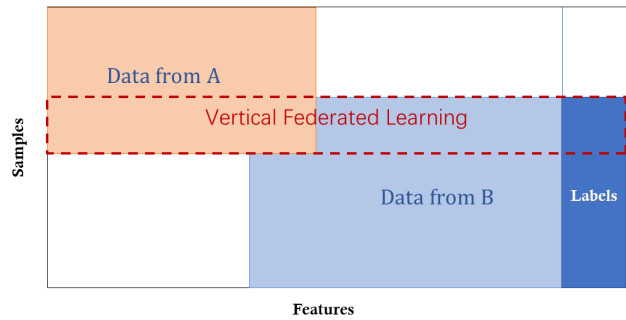 Data from A
Vertical Federated Learning
Samples
Data from B
Labels
Features